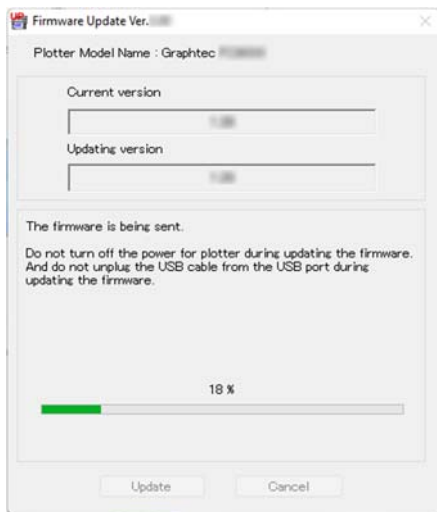 Firmware Update Ver.
Plotter Model Name : Graphtec
Current version
Updating version
The firmware is being sent.
Do not turn off the power for plotter during updating the firmware.
And do not unplug the USB cable from the USB port during
updating the firmware.
18 %
Update
Cancel